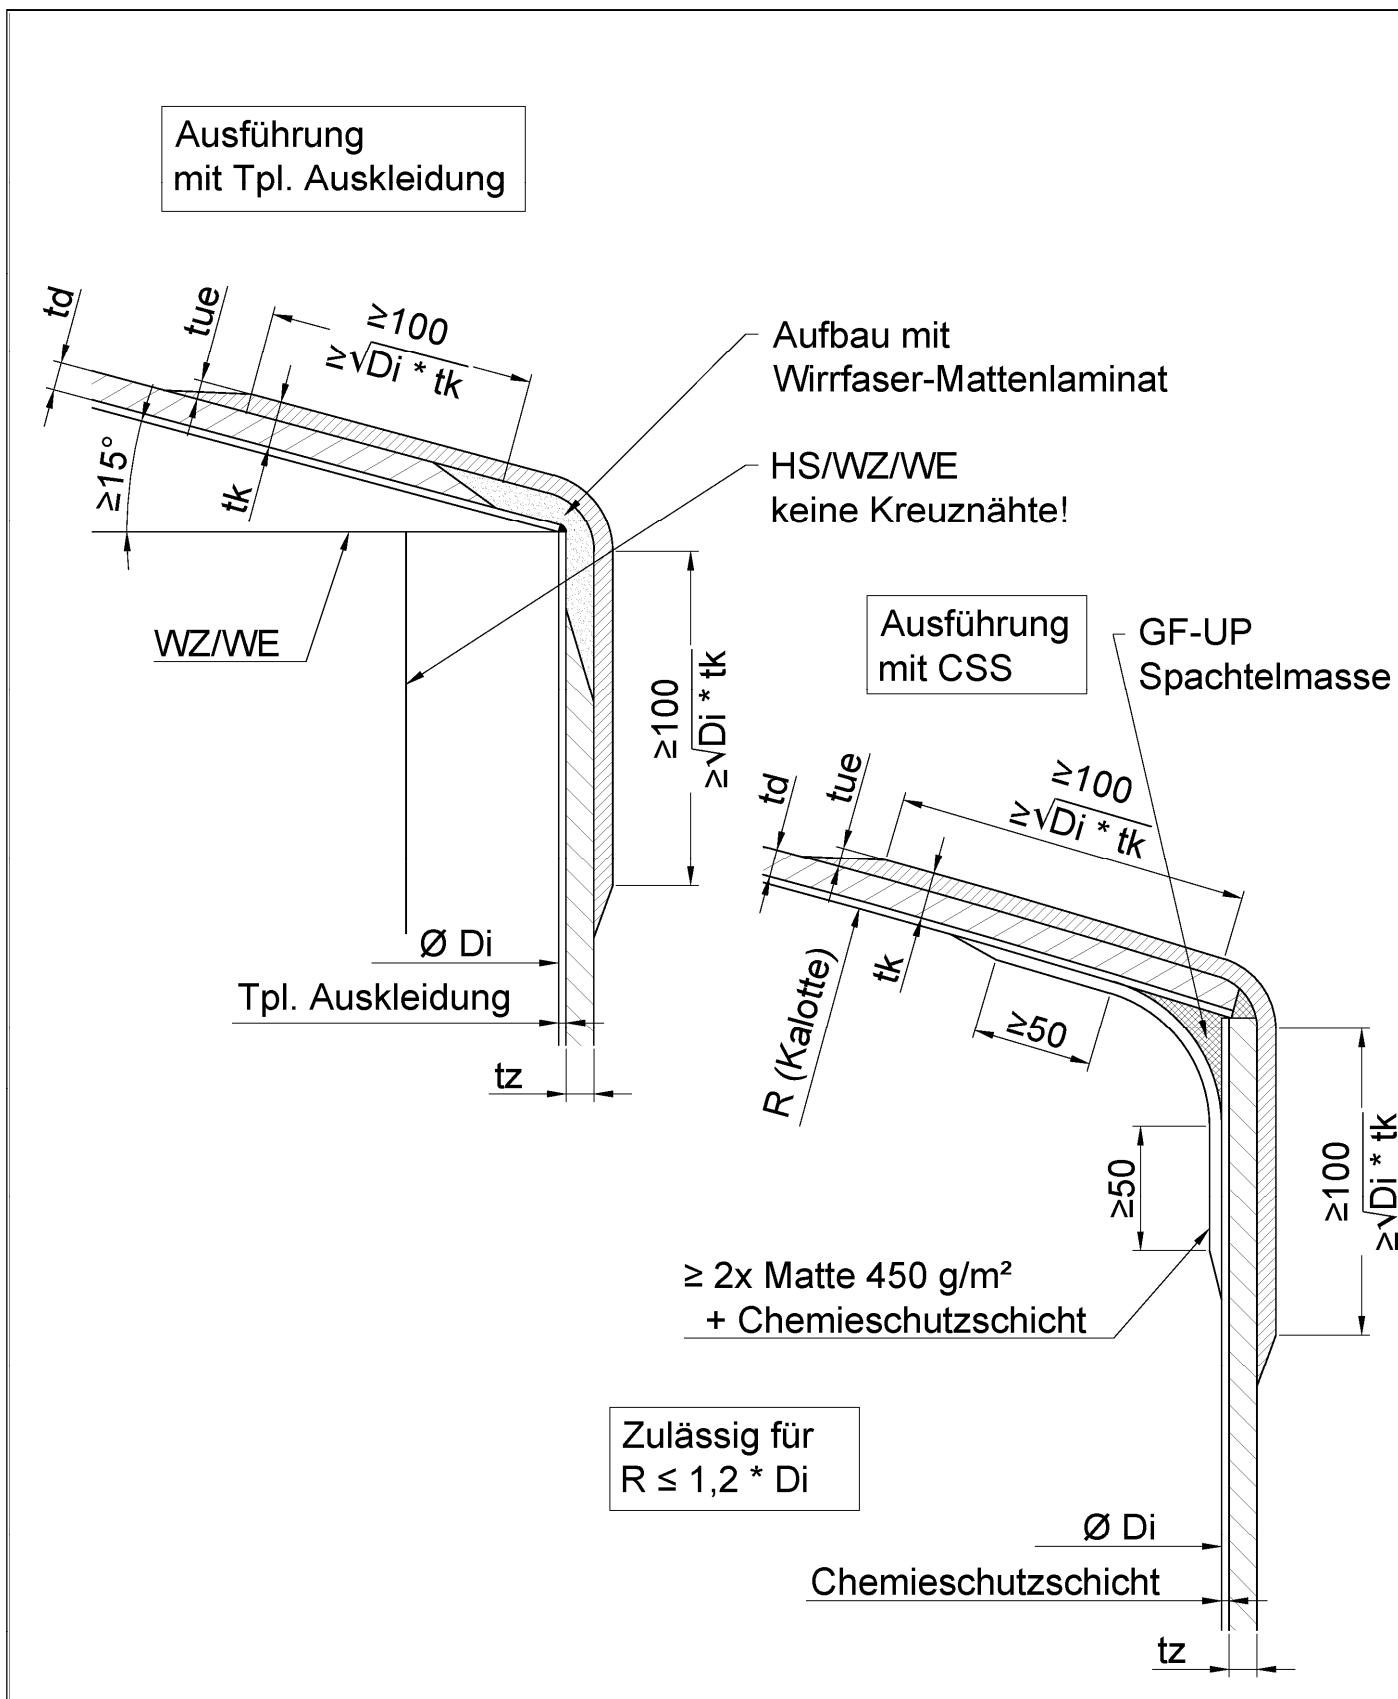 Ausführung
mit Tpl. Auskleidung
td
tue
≥100
≥√Di * tk
Aufbau mit
Wirrfaser-Mattenlaminat
≥15°
tk
HS/WZ/WE
keine Kreuznähte!
WZ/WE
≥100
≥√Di * tk
Ø Di
Tpl. Auskleidung
tz
Ausführung
mit CSS
GF-UP
Spachtelmasse
td
tue
≥100
≥√Di * tk
tk
R (Kalotte)
≥50
≥50
≥100
≥√Di * tk
≥ 2x Matte 450 g/m²
+ Chemieschutzschicht
Zulässig für
R ≤ 1,2 * Di
Ø Di
Chemieschutzschicht
tz